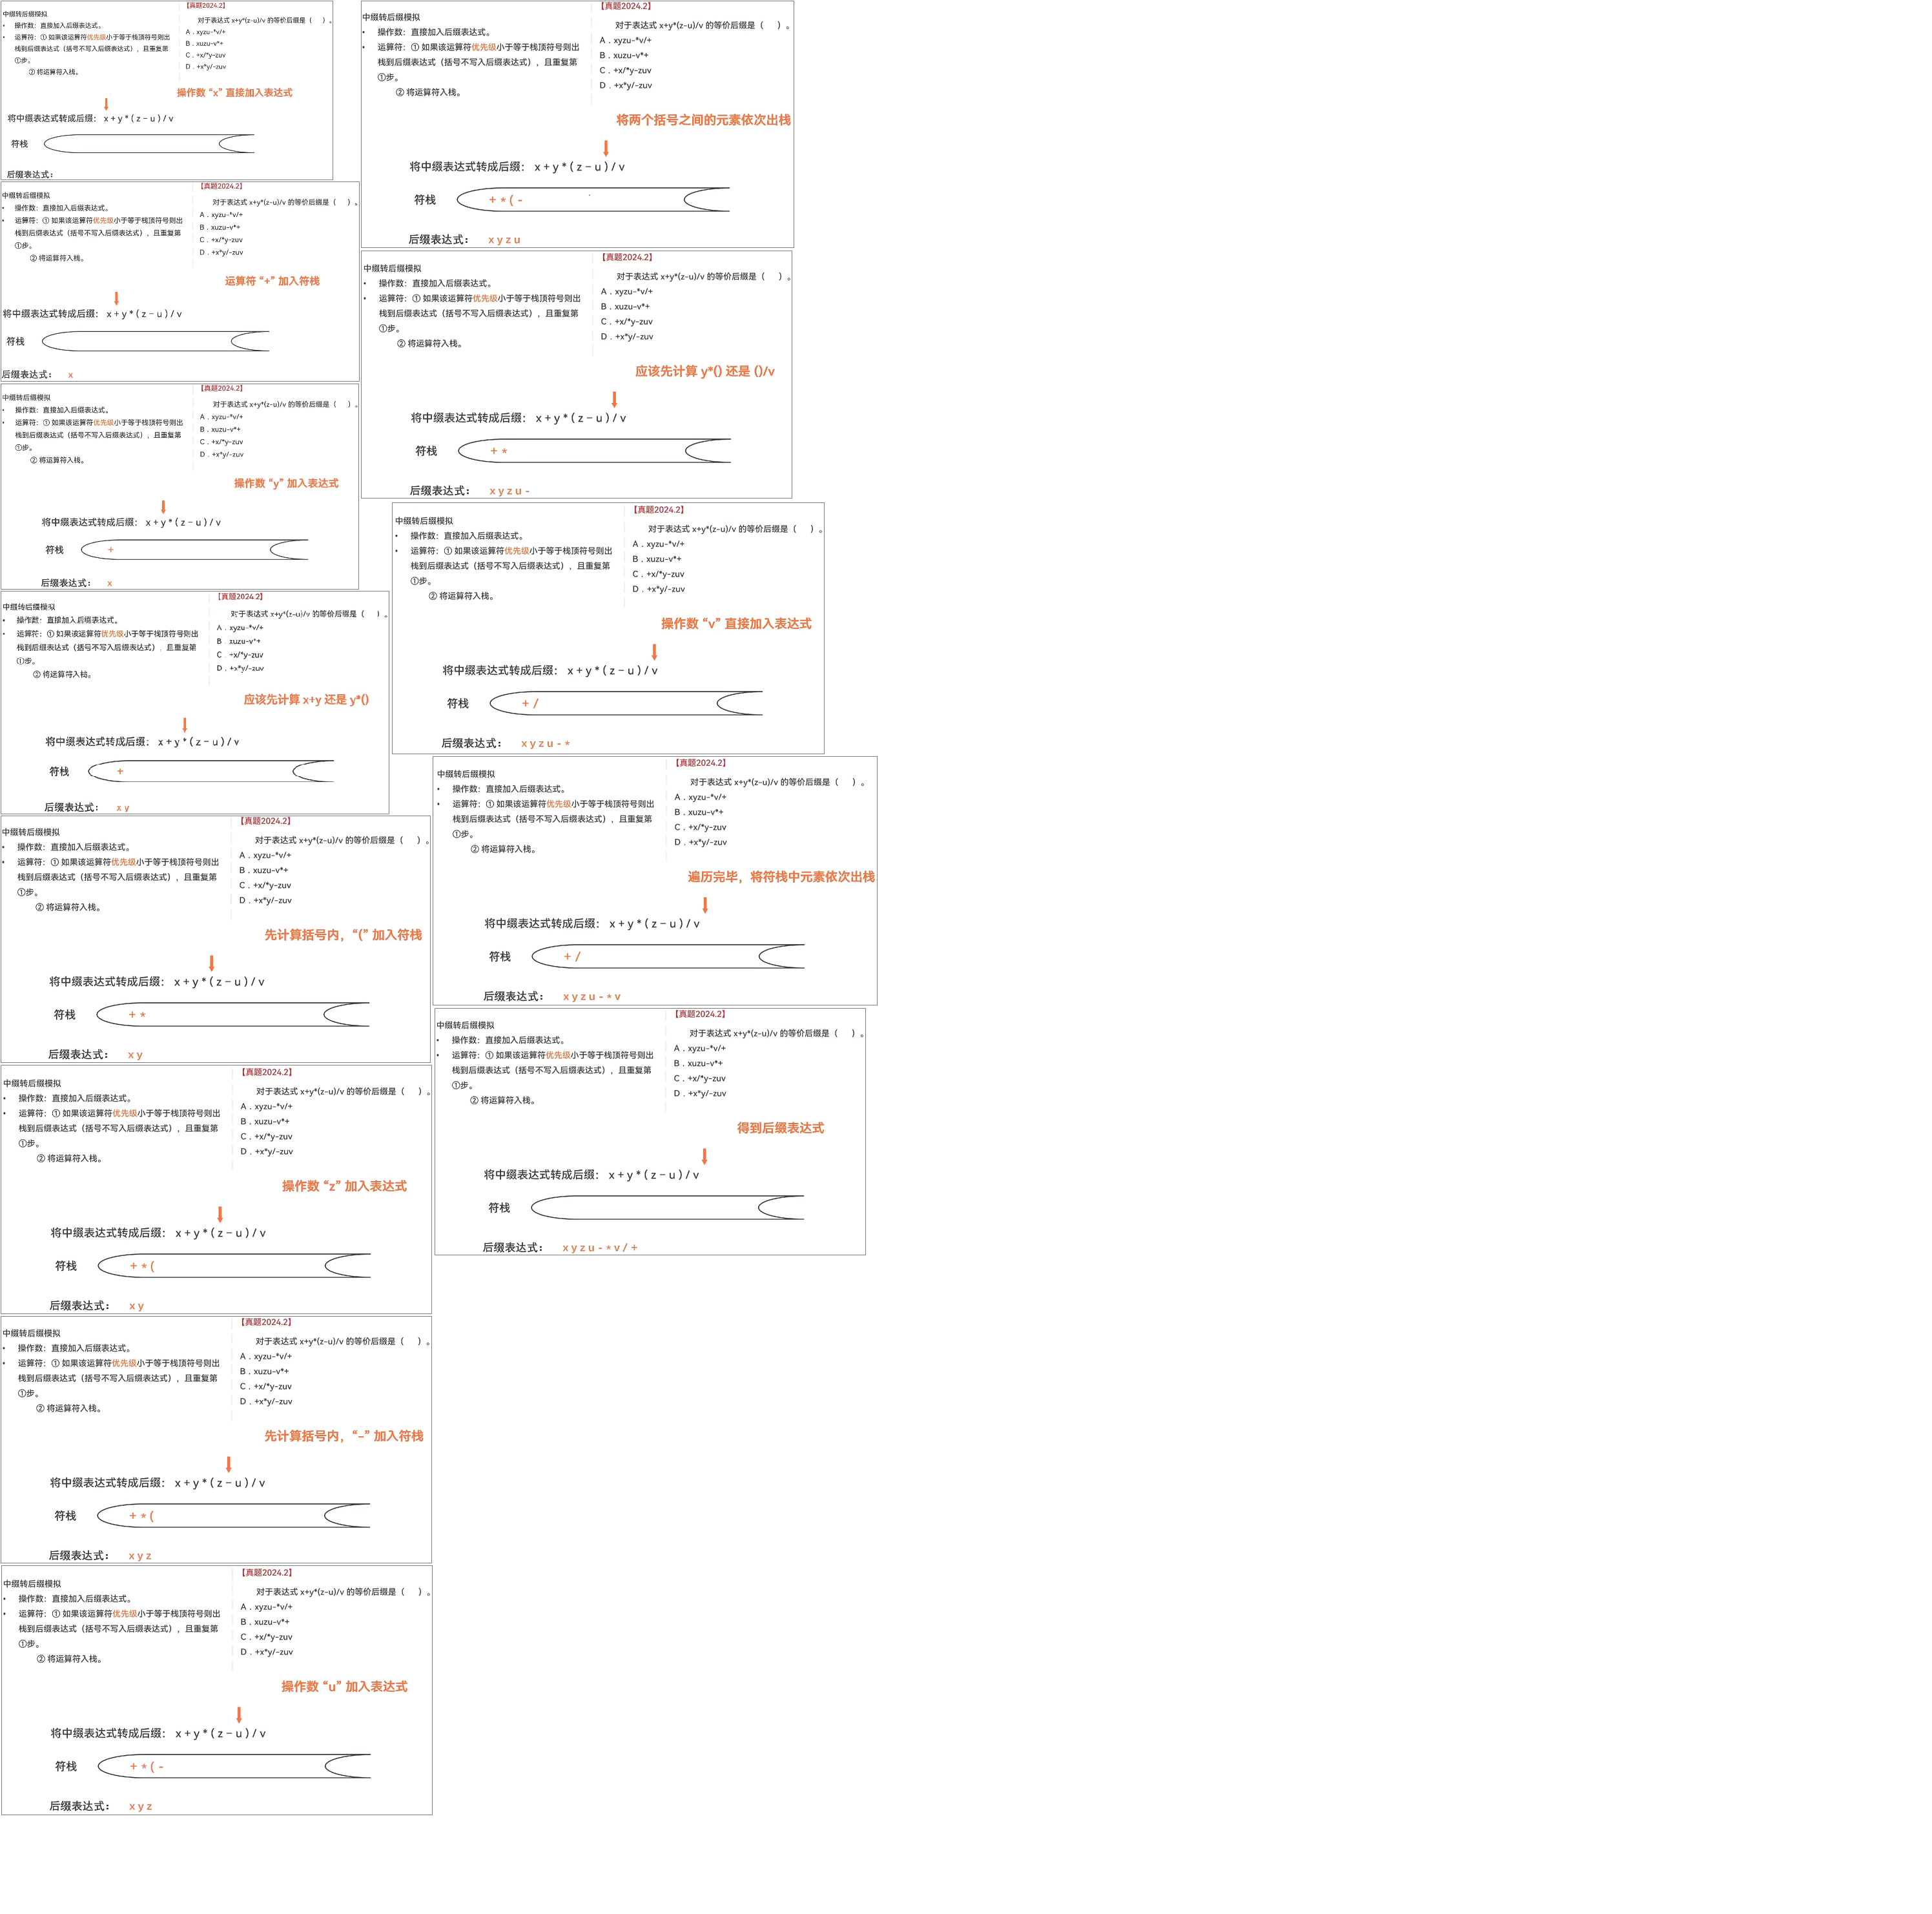 中缀转后缀模拟
• 操作数：直接加入后缀表达式。
• 运算符：① 如果该运算符优先级小于等于栈顶符号则出
栈到后缀表达式（括号不写入后缀表达式），且重复第
①步。
② 将运算符入栈。
【真题2024.2】
对于表达式 x+y*(z-u)/v 的等价后缀是（ ）。
A．xyzu-*v/+
B．xuzu-v*+
C．+x/*y-zuv
D．+x*y/-zuv
操作数 “x” 直接加入表达式
将中缀表达式转成后缀： x + y * ( z − u ) / v
符栈
后缀表达式：
中缀转后缀模拟
• 操作数：直接加入后缀表达式。
• 运算符：① 如果该运算符优先级小于等于栈顶符号则出
栈到后缀表达式（括号不写入后缀表达式），且重复第
①步。
② 将运算符入栈。
【真题2024.2】
对于表达式 x+y*(z-u)/v 的等价后缀是（ ）。
A．xyzu-*v/+
B．xuzu-v*+
C．+x/*y-zuv
D．+x*y/-zuv
运算符 “+” 加入符栈
将中缀表达式转成后缀： x + y * ( z − u ) / v
符栈
后缀表达式： x
中缀转后缀模拟
• 操作数：直接加入后缀表达式。
• 运算符：① 如果该运算符优先级小于等于栈顶符号则出
栈到后缀表达式（括号不写入后缀表达式），且重复第
①步。
② 将运算符入栈。
【真题2024.2】
对于表达式 x+y*(z-u)/v 的等价后缀是（ ）。
A．xyzu-*v/+
B．xuzu-v*+
C．+x/*y-zuv
D．+x*y/-zuv
操作数 “y” 加入表达式
将中缀表达式转成后缀： x + y * ( z − u ) / v
符栈 +
后缀表达式： x
中缀转后缀模拟
• 操作数：直接加入后缀表达式。
• 运算符：① 如果该运算符优先级小于等于栈顶符号则出
栈到后缀表达式（括号不写入后缀表达式），且重复第
①步。
② 将运算符入栈。
【真题2024.2】
对于表达式 x+y*(z-u)/v 的等价后缀是（ ）。
A．xyzu-*v/+
B．xuzu-v*+
C．+x/*y-zuv
D．+x*y/-zuv
应该先计算 x+y 还是 y*()
将中缀表达式转成后缀： x + y * ( z − u ) / v
符栈 +
后缀表达式： x y
中缀转后缀模拟
• 操作数：直接加入后缀表达式。
• 运算符：① 如果该运算符优先级小于等于栈顶符号则出
栈到后缀表达式（括号不写入后缀表达式），且重复第
①步。
② 将运算符入栈。
【真题2024.2】
对于表达式 x+y*(z-u)/v 的等价后缀是（ ）。
A．xyzu-*v/+
B．xuzu-v*+
C．+x/*y-zuv
D．+x*y/-zuv
先计算括号内，“(” 加入符栈
将中缀表达式转成后缀： x + y * ( z − u ) / v
符栈 + *
后缀表达式： x y
中缀转后缀模拟
• 操作数：直接加入后缀表达式。
• 运算符：① 如果该运算符优先级小于等于栈顶符号则出
栈到后缀表达式（括号不写入后缀表达式），且重复第
①步。
② 将运算符入栈。
【真题2024.2】
对于表达式 x+y*(z-u)/v 的等价后缀是（ ）。
A．xyzu-*v/+
B．xuzu-v*+
C．+x/*y-zuv
D．+x*y/-zuv
操作数 “z” 加入表达式
将中缀表达式转成后缀： x + y * ( z − u ) / v
符栈 + * (
后缀表达式： x y
中缀转后缀模拟
• 操作数：直接加入后缀表达式。
• 运算符：① 如果该运算符优先级小于等于栈顶符号则出
栈到后缀表达式（括号不写入后缀表达式），且重复第
①步。
② 将运算符入栈。
【真题2024.2】
对于表达式 x+y*(z-u)/v 的等价后缀是（ ）。
A．xyzu-*v/+
B．xuzu-v*+
C．+x/*y-zuv
D．+x*y/-zuv
先计算括号内，“-” 加入符栈
将中缀表达式转成后缀： x + y * ( z − u ) / v
符栈 + * (
后缀表达式： x y z
中缀转后缀模拟
• 操作数：直接加入后缀表达式。
• 运算符：① 如果该运算符优先级小于等于栈顶符号则出
栈到后缀表达式（括号不写入后缀表达式），且重复第
①步。
② 将运算符入栈。
【真题2024.2】
对于表达式 x+y*(z-u)/v 的等价后缀是（ ）。
A．xyzu-*v/+
B．xuzu-v*+
C．+x/*y-zuv
D．+x*y/-zuv
操作数 “u” 加入表达式
将中缀表达式转成后缀： x + y * ( z − u ) / v
符栈 + * ( -
后缀表达式： x y z
中缀转后缀模拟
• 操作数：直接加入后缀表达式。
• 运算符：① 如果该运算符优先级小于等于栈顶符号则出
栈到后缀表达式（括号不写入后缀表达式），且重复第
①步。
② 将运算符入栈。
【真题2024.2】
对于表达式 x+y*(z-u)/v 的等价后缀是（ ）。
A．xyzu-*v/+
B．xuzu-v*+
C．+x/*y-zuv
D．+x*y/-zuv
将两个括号之间的元素依次出栈
将中缀表达式转成后缀： x + y * ( z − u ) / v
符栈 + * ( -
后缀表达式： x y z u
中缀转后缀模拟
• 操作数：直接加入后缀表达式。
• 运算符：① 如果该运算符优先级小于等于栈顶符号则出
栈到后缀表达式（括号不写入后缀表达式），且重复第
①步。
② 将运算符入栈。
【真题2024.2】
对于表达式 x+y*(z-u)/v 的等价后缀是（ ）。
A．xyzu-*v/+
B．xuzu-v*+
C．+x/*y-zuv
D．+x*y/-zuv
应该先计算 y*() 还是 ()/v
将中缀表达式转成后缀： x + y * ( z − u ) / v
符栈 + *
后缀表达式： x y z u -
中缀转后缀模拟
• 操作数：直接加入后缀表达式。
• 运算符：① 如果该运算符优先级小于等于栈顶符号则出
栈到后缀表达式（括号不写入后缀表达式），且重复第
①步。
② 将运算符入栈。
【真题2024.2】
对于表达式 x+y*(z-u)/v 的等价后缀是（ ）。
A．xyzu-*v/+
B．xuzu-v*+
C．+x/*y-zuv
D．+x*y/-zuv
操作数 “v” 直接加入表达式
将中缀表达式转成后缀： x + y * ( z − u ) / v
符栈 + /
后缀表达式： x y z u - *
中缀转后缀模拟
• 操作数：直接加入后缀表达式。
• 运算符：① 如果该运算符优先级小于等于栈顶符号则出
栈到后缀表达式（括号不写入后缀表达式），且重复第
①步。
② 将运算符入栈。
【真题2024.2】
对于表达式 x+y*(z-u)/v 的等价后缀是（ ）。
A．xyzu-*v/+
B．xuzu-v*+
C．+x/*y-zuv
D．+x*y/-zuv
遍历完毕，将符栈中元素依次出栈
将中缀表达式转成后缀： x + y * ( z − u ) / v
符栈 + /
后缀表达式： x y z u - * v
中缀转后缀模拟
• 操作数：直接加入后缀表达式。
• 运算符：① 如果该运算符优先级小于等于栈顶符号则出
栈到后缀表达式（括号不写入后缀表达式），且重复第
①步。
② 将运算符入栈。
【真题2024.2】
对于表达式 x+y*(z-u)/v 的等价后缀是（ ）。
A．xyzu-*v/+
B．xuzu-v*+
C．+x/*y-zuv
D．+x*y/-zuv
得到后缀表达式
将中缀表达式转成后缀： x + y * ( z − u ) / v
符栈
后缀表达式： x y z u - * v / +